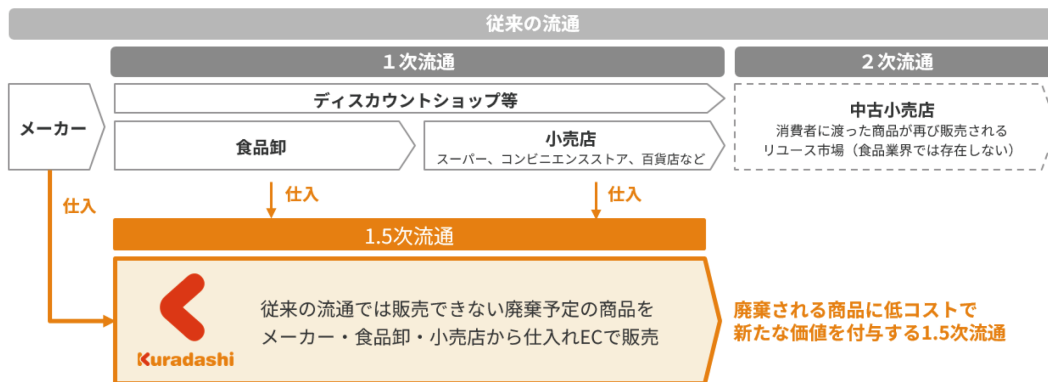 従来の流通
１次流通
２次流通
メーカー
ディスカウントショップ等
食品卸
小売店
スーパー、コンビニエンスストア、百貨店など
中古小売店
消費者に渡った商品が再び販売される
リユース市場（食品業界では存在しない）
仕入
仕入
仕入
1.5次流通
Kuradashi
従来の流通では販売できない廃棄予定の商品を
メーカー・食品卸・小売店から仕入れECで販売
廃棄される商品に低コストで
新たな価値を付与する1.5次流通